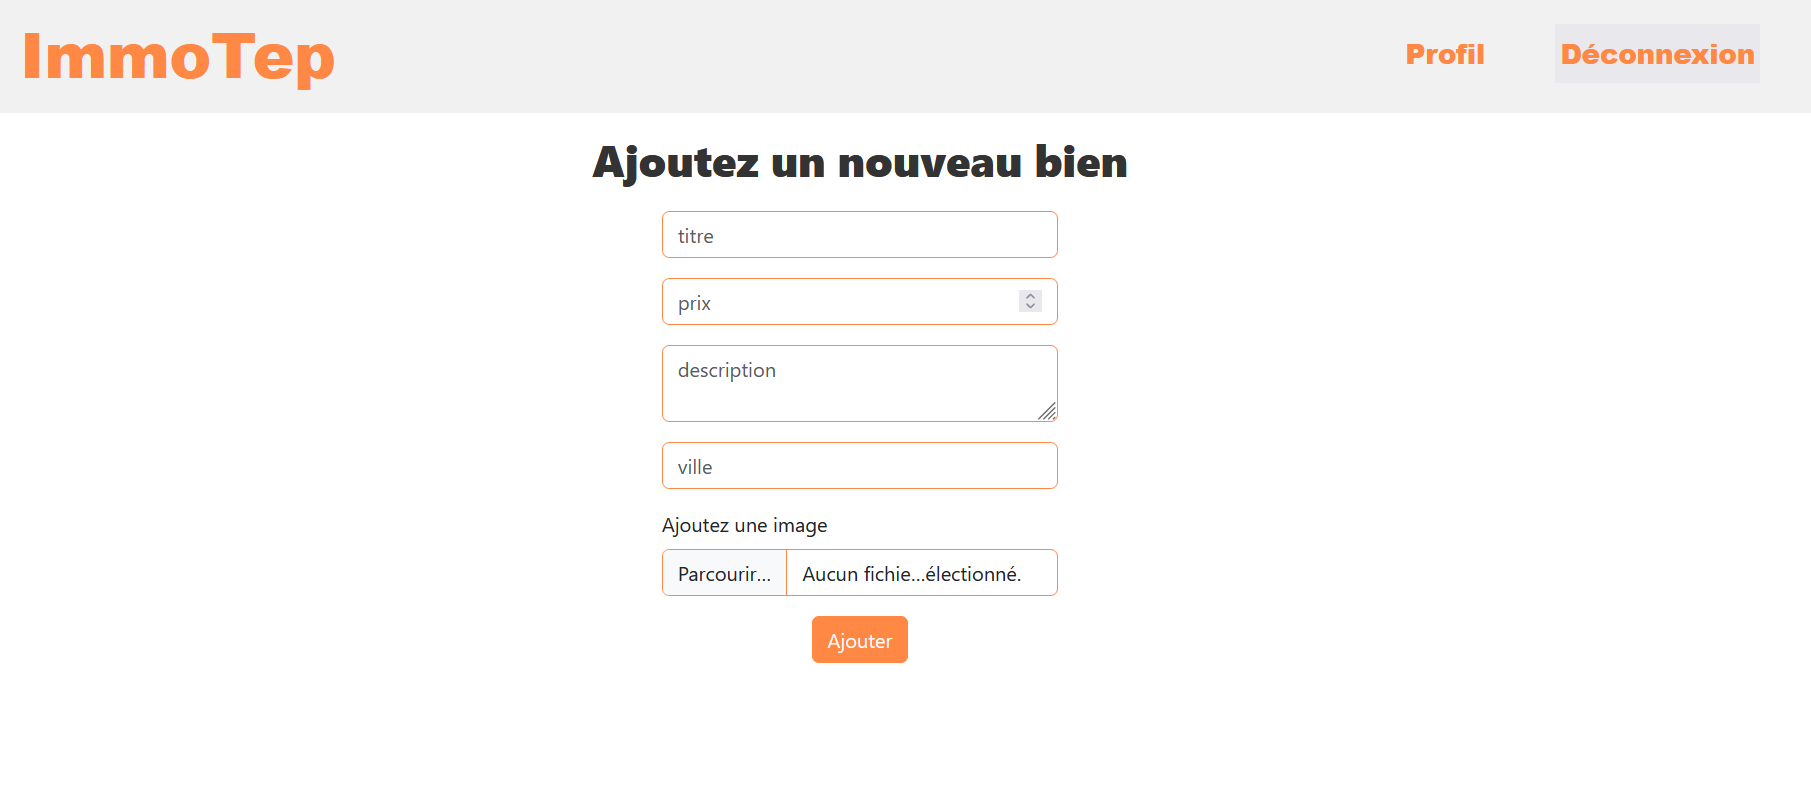 ImmoTep
Profil
Déconnexion
Ajoutez un nouveau bien
titre
prix
description
ville
Ajoutez une image
Parcourir... Aucun fichie...électionné.
Ajouter